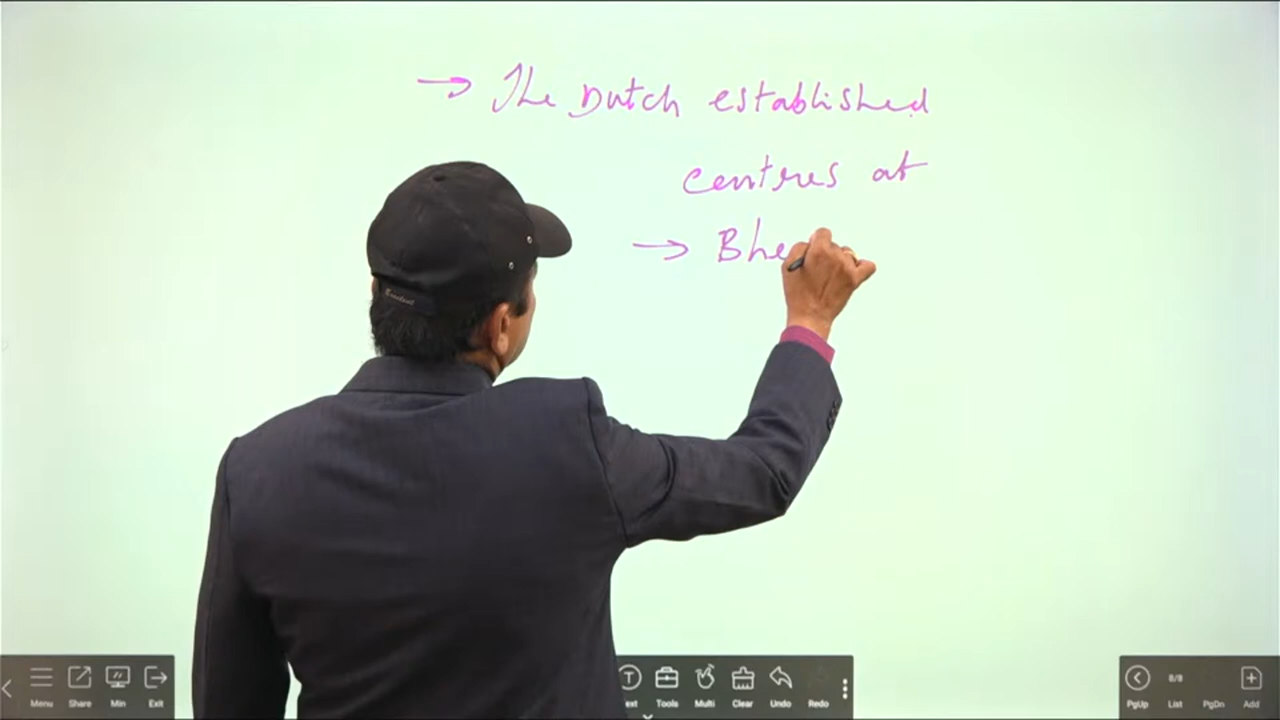 → The Dutch established
centres at
→ Bhe
Menu Share Min Exit
Tools Multi Clear Undo Redo
PgUp 8/8 List PgDn Add